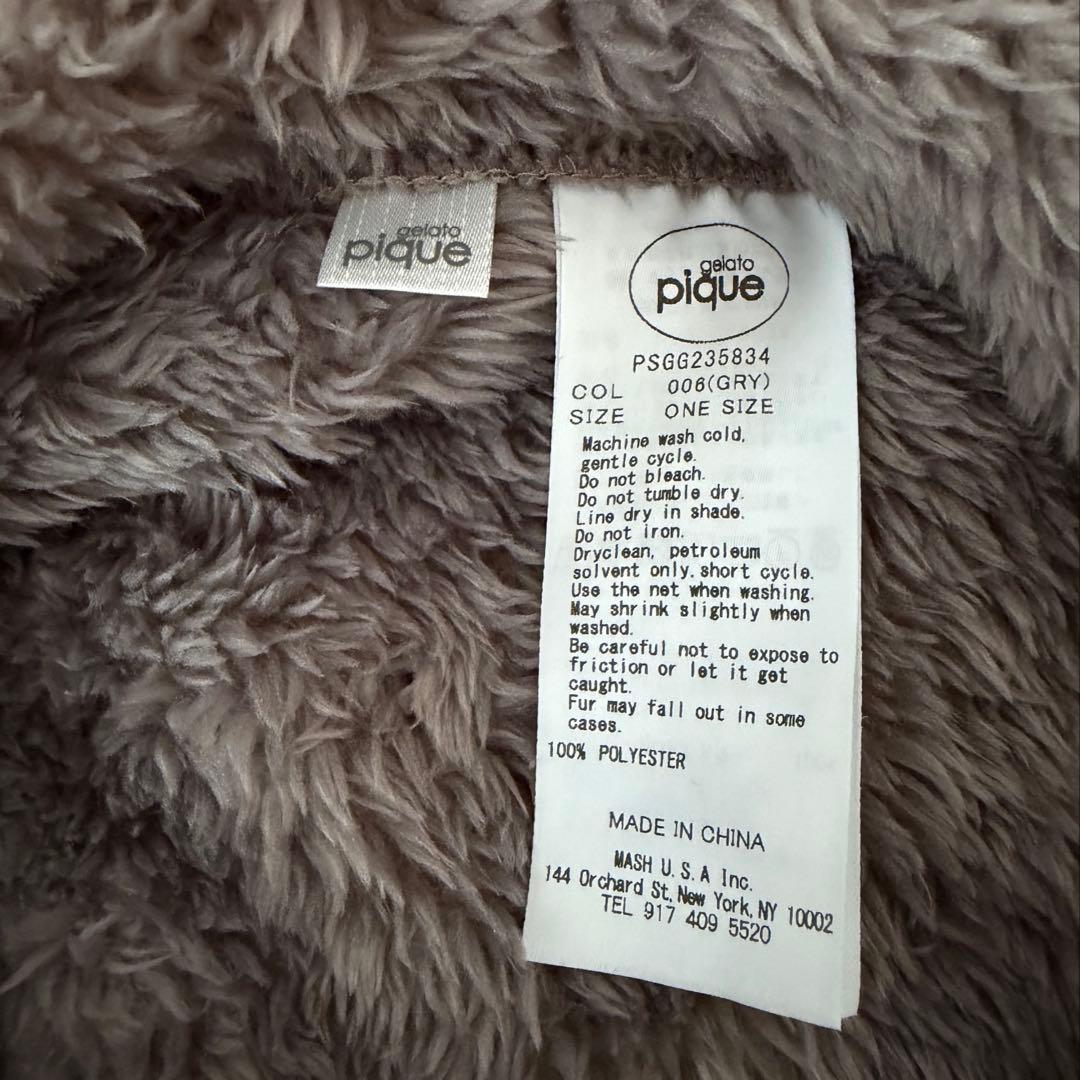 gelato
pique
gelato
pique
PSGG235834
COL 006(GRY)
SIZE ONE SIZE
Machine wash cold,
gentle cycle.
Do not bleach.
Do not tumble dry.
Line dry in shade.
Do not iron.
Dryclean, petroleum
solvent only. short cycle.
Use the net when washing.
May shrink slightly when
washed.
Be careful not to expose to
friction or let it get
caught.
Fur may fall out in some
cases.
100% POLYESTER
MADE IN CHINA
MASH U.S.A Inc.
144 Orchard St, New York, NY 10002
TEL 917 409 5520